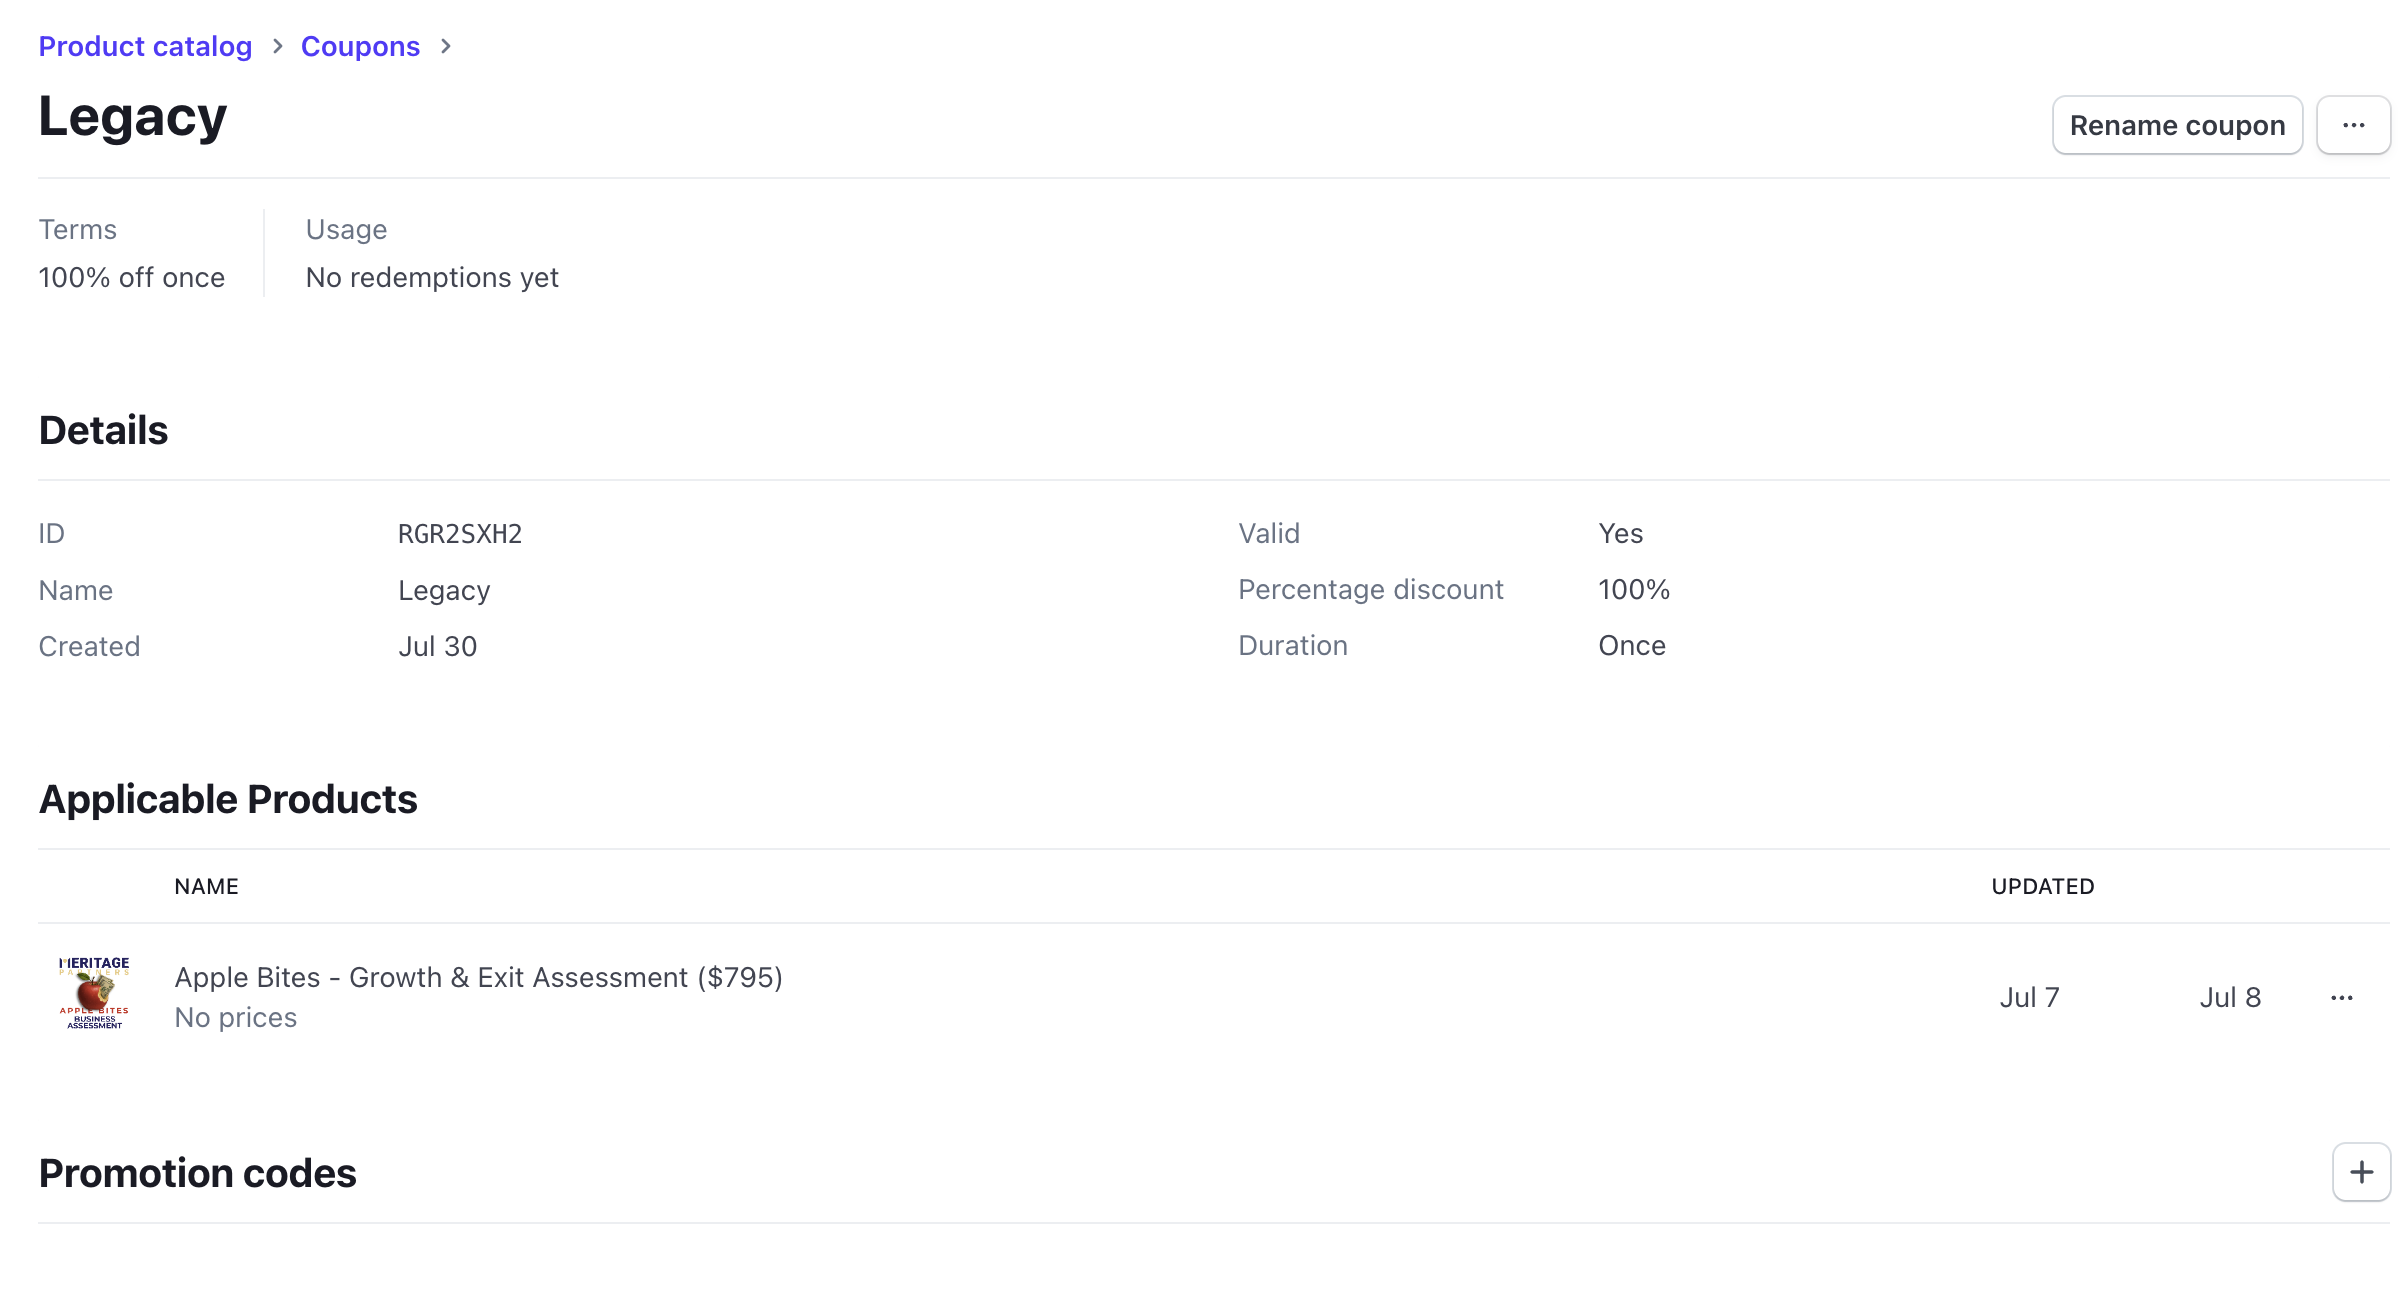 Product catalog > Coupons >
Legacy
Rename coupon
Terms
100% off once
Usage
No redemptions yet
Details
ID RGR2SXH2
Name Legacy
Created Jul 30
Valid Yes
Percentage discount 100%
Duration Once
Applicable Products
NAME UPDATED
HERITAGE
PARTNERS
APPLE BITES
BUSINESS
ASSESSMENT
Apple Bites - Growth & Exit Assessment ($795)
No prices
Jul 7 Jul 8
Promotion codes